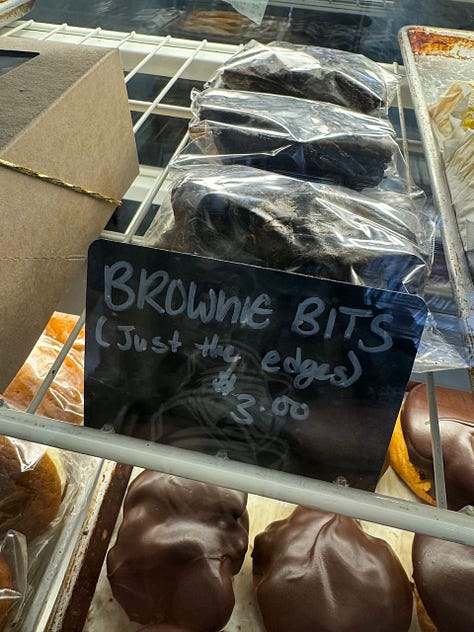 BROWNIE BITS
(Just the edges)
$
3.00